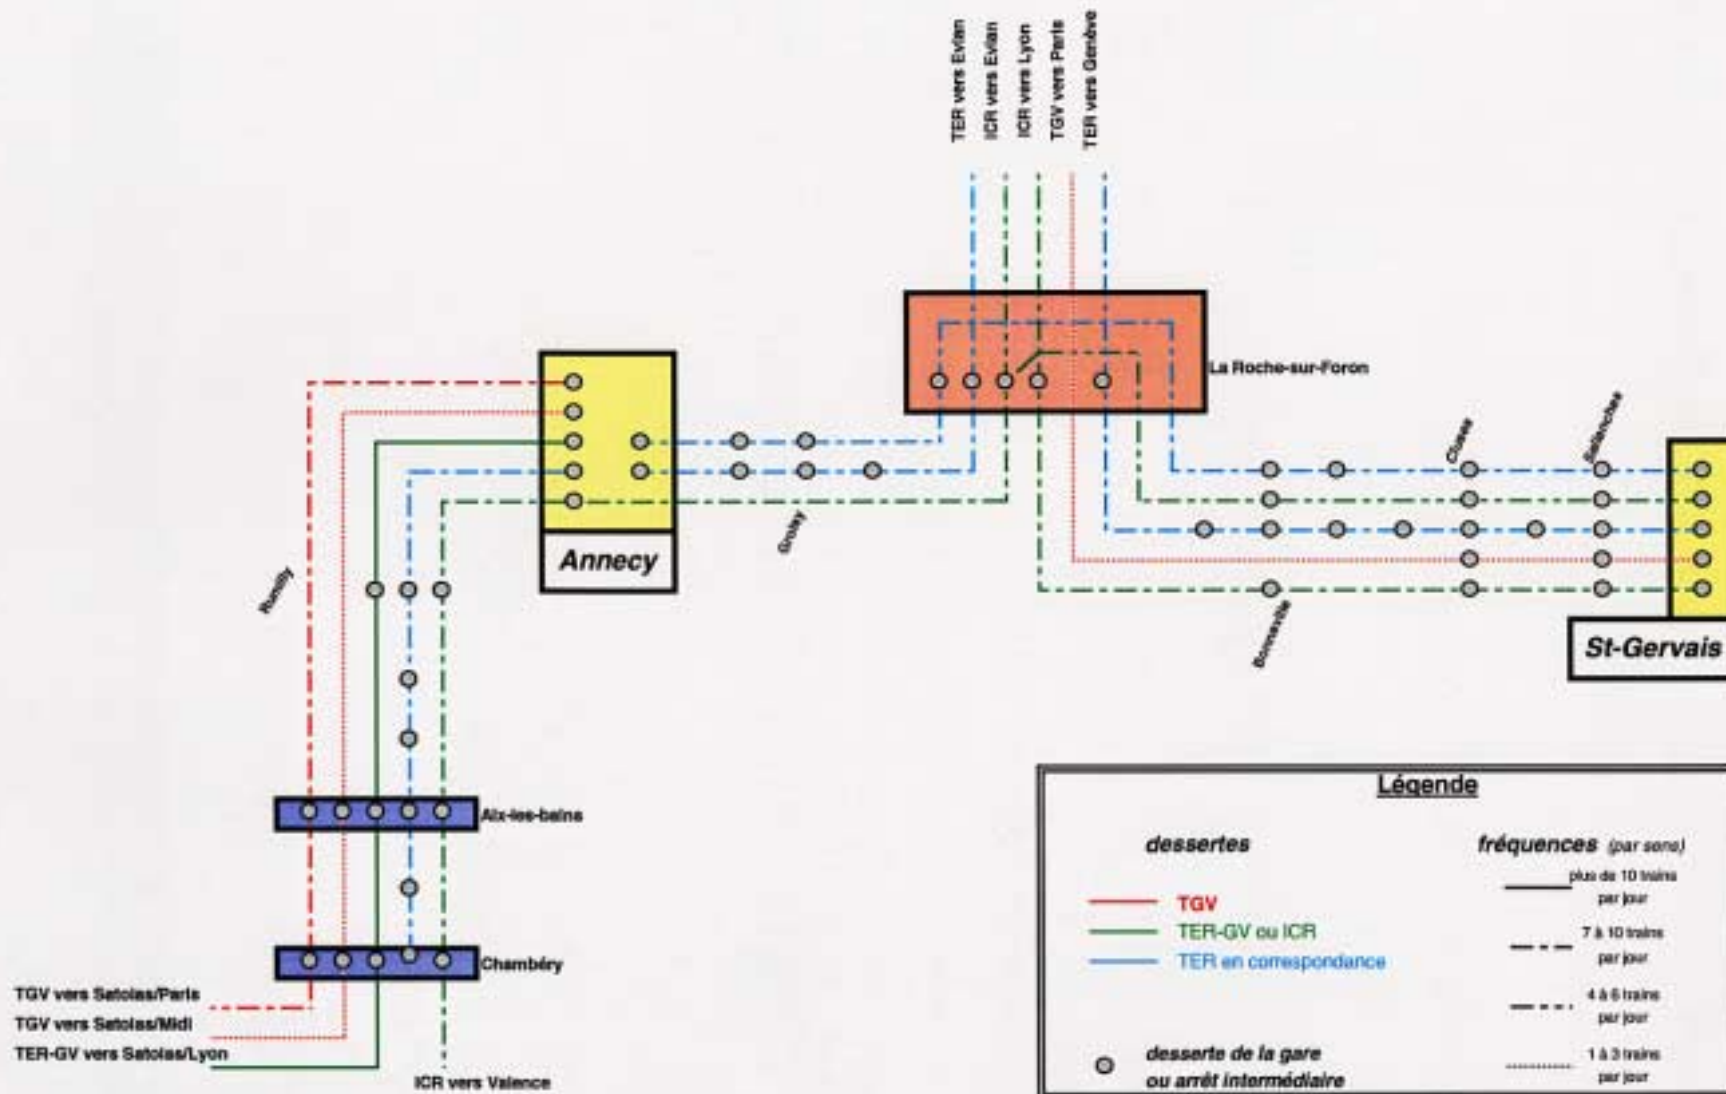 TER vers Evian
ICR vers Evian
ICR vers Lyon
TGV vers Paris
TER vers Genève
La Roche-sur-Foron
Cluses
Sallanches
Annecy
Groisy
Rumilly
Bonneville
St-Gervais
Aix-les-bains
Chambéry
TGV vers Satolas/Paris
TGV vers Satolas/Midi
TER-GV vers Satolas/Lyon
ICR vers Valence
Légende
dessertes
TGV
TER-GV ou ICR
TER en correspondance
desserte de la gare
ou arrêt intermédiaire
fréquences (par sens)
plus de 10 trains
par jour
7 à 10 trains
par jour
4 à 6 trains
par jour
1 à 3 trains
par jour